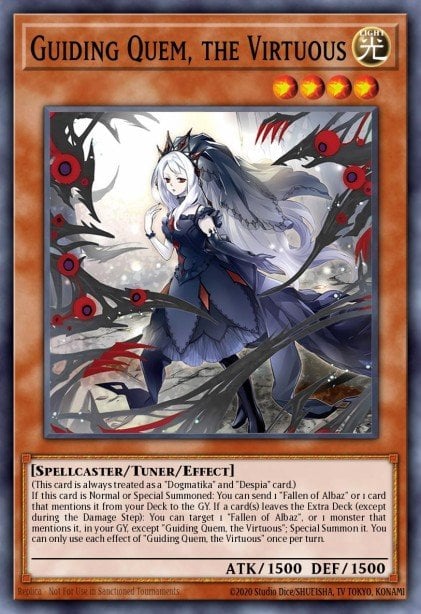 GUIDING QUEM, THE VIRTUOUS
LIGHT
光
[SPELLCASTER/TUNER/EFFECT]
(This card is always treated as a "Dogmatika" and "Despia" card.)
If this card is Normal or Special Summoned: You can send 1 "Fallen of Albaz" or 1 card
that mentions it from your Deck to the GY. If a card(s) leaves the Extra Deck (except
during the Damage Step): You can target 1 "Fallen of Albaz", or 1 monster that
mentions it, in your GY, except "Guiding Quem, the Virtuous"; Special Summon it. You
can only use each effect of "Guiding Quem, the Virtuous" once per turn.
ATK/1500 DEF/1500
Replica - Not For Use in Sanctioned Tournaments
©2020 Studio Dice/SHUEISHA, TV TOKYO, KONAMI